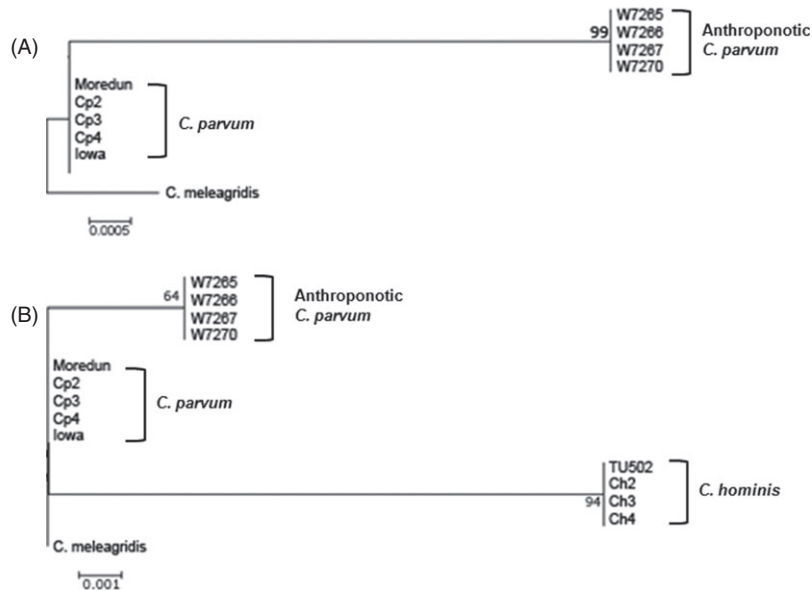 (A)
99
W7265
W7266
W7267
W7270
Anthroponotic
C. parvum
Moredun
Cp2
Cp3
Cp4
Iowa
C. parvum
C. meleagridis
0.0005
(B)
64
W7265
W7266
W7267
W7270
Anthroponotic
C. parvum
Moredun
Cp2
Cp3
Cp4
Iowa
C. parvum
94
TU502
Ch2
Ch3
Ch4
C. hominis
C. meleagridis
0.001